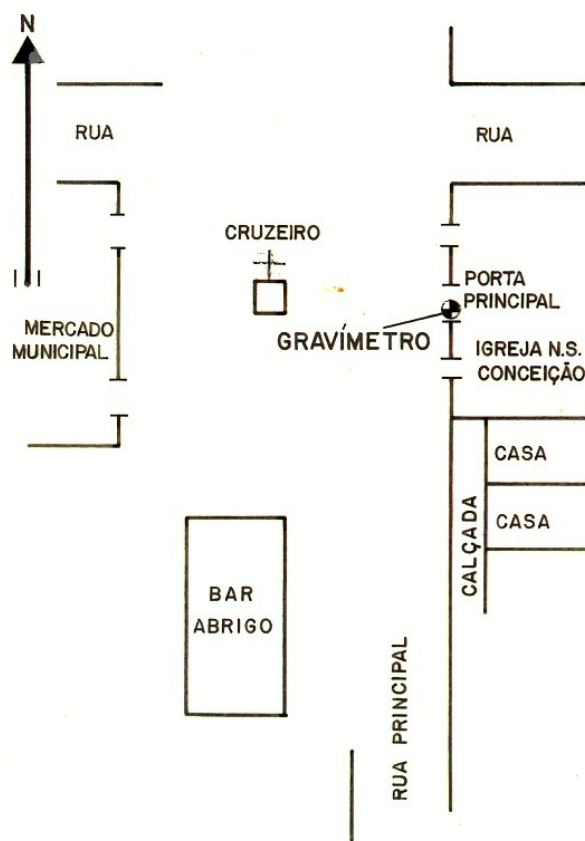 N
RUA
RUA
CRUZEIRO
PORTA
PRINCIPAL
MERCADO
MUNICIPAL
GRAVÍMETRO
IGREJA N.S.
CONCEIÇÃO
CASA
CALÇADA
CASA
BAR
ABRIGO
RUA PRINCIPAL